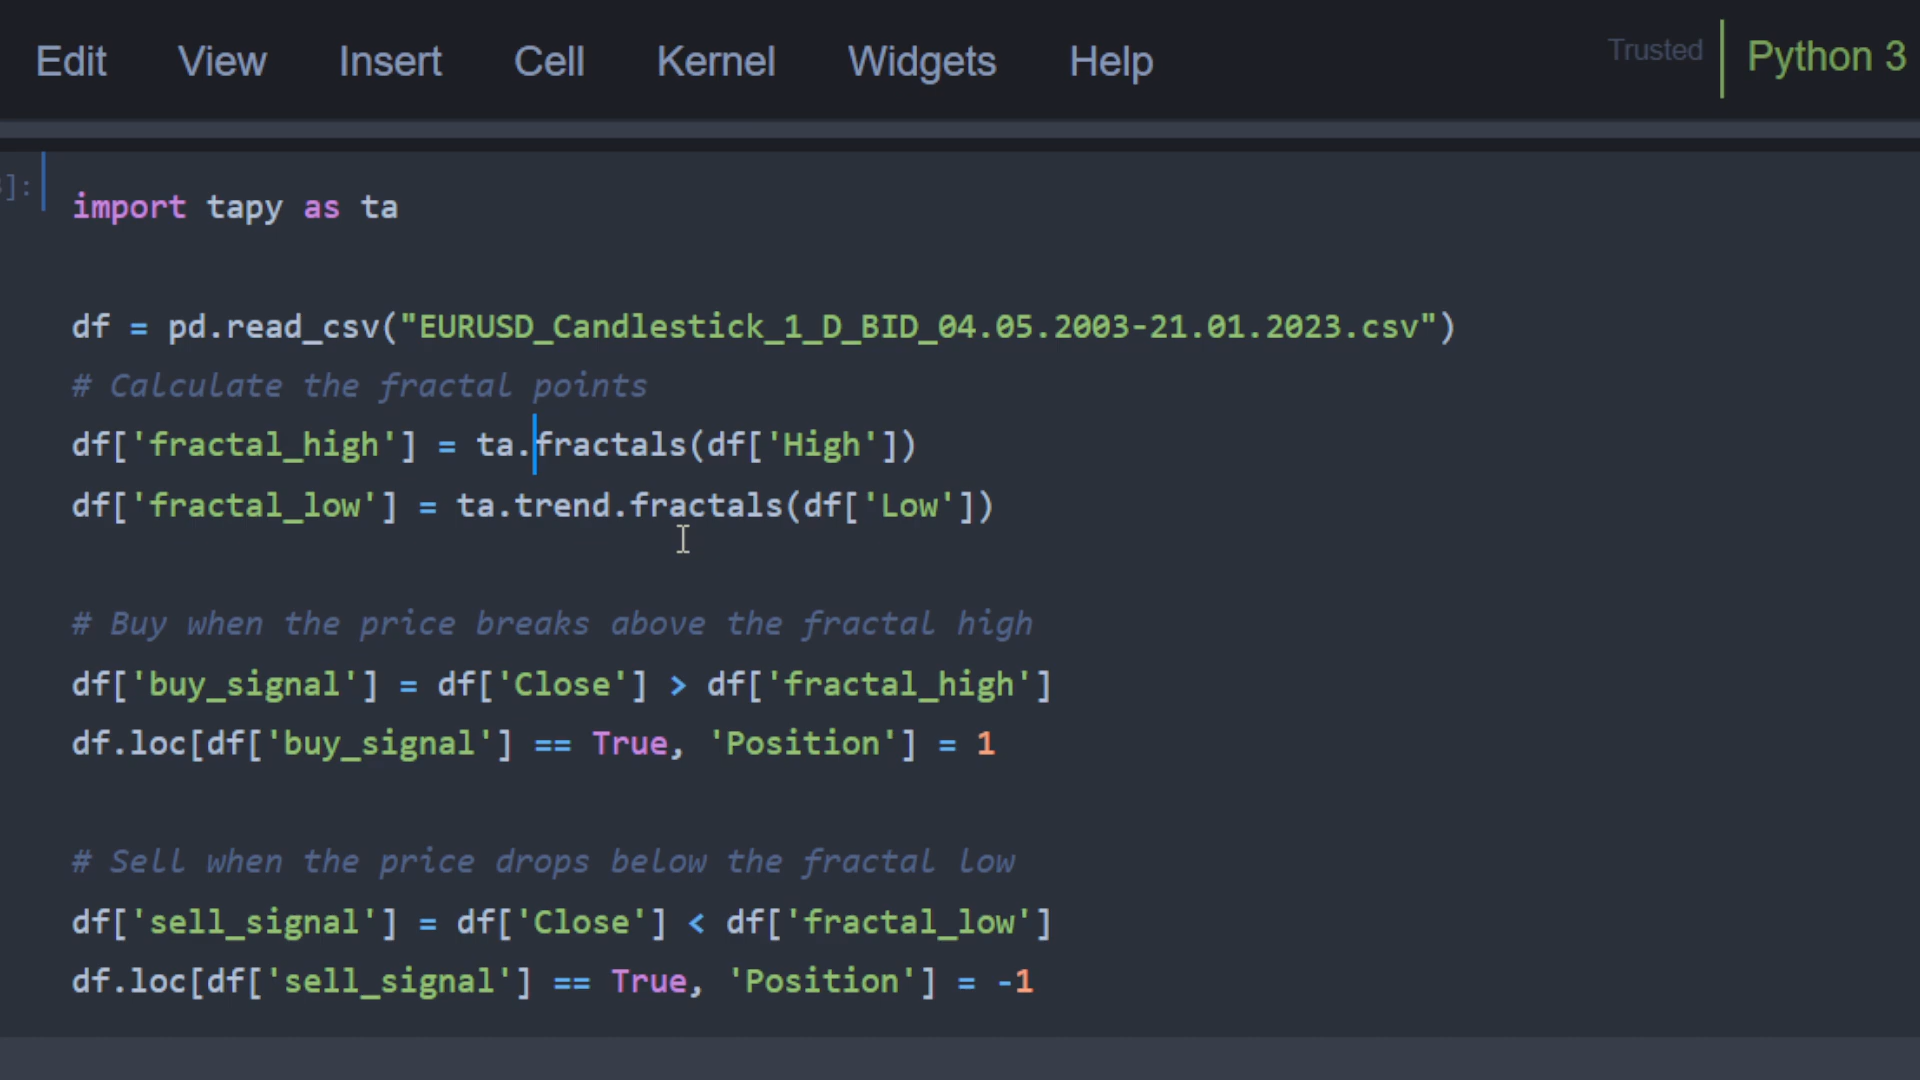 Edit View Insert Cell Kernel Widgets Help Trusted Python 3
]:
import tapy as ta
df = pd.read_csv("EURUSD_Candlestick_1_D_BID_04.05.2003-21.01.2023.csv")
# Calculate the fractal points
df['fractal_high'] = ta.fractals(df['High'])
df['fractal_low'] = ta.trend.fractals(df['Low'])
# Buy when the price breaks above the fractal high
df['buy_signal'] = df['Close'] > df['fractal_high']
df.loc[df['buy_signal'] == True, 'Position'] = 1
# Sell when the price drops below the fractal low
df['sell_signal'] = df['Close'] < df['fractal_low']
df.loc[df['sell_signal'] == True, 'Position'] = -1